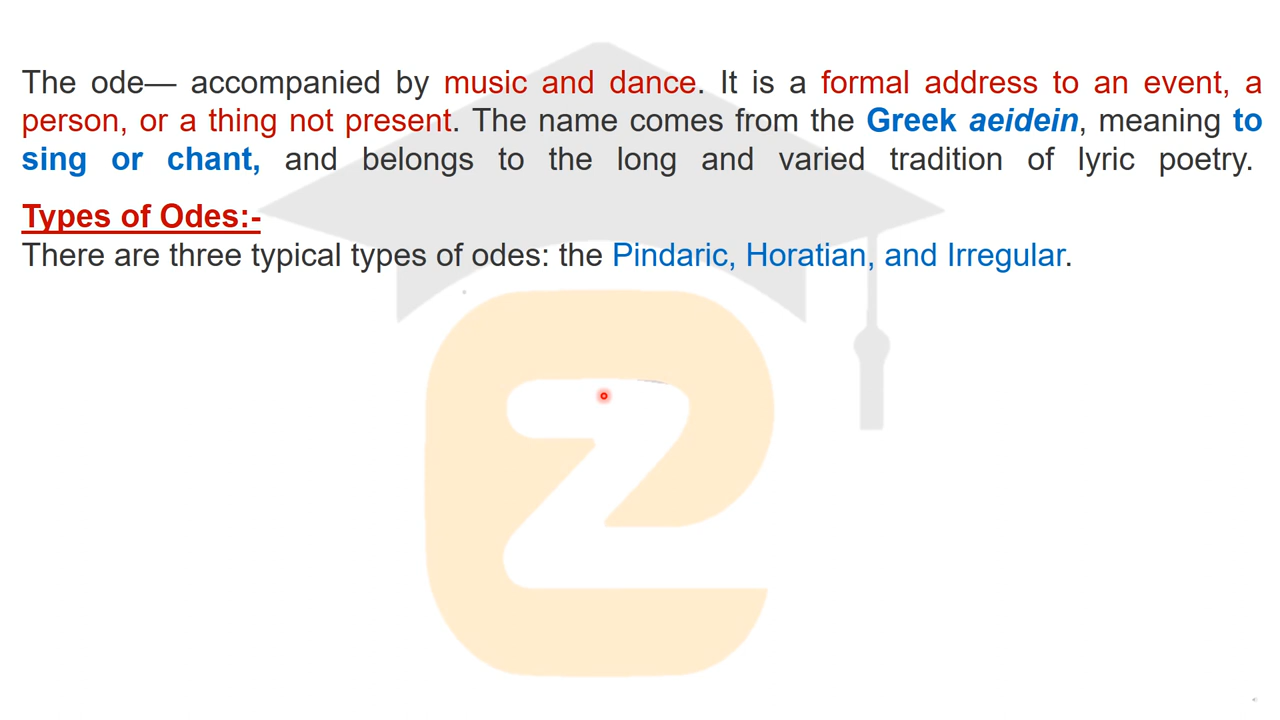 The ode— accompanied by music and dance. It is a formal address to an event, a
person, or a thing not present. The name comes from the Greek aeidein, meaning to
sing or chant, and belongs to the long and varied tradition of lyric poetry.
Types of Odes:-
There are three typical types of odes: the Pindaric, Horatian, and Irregular.